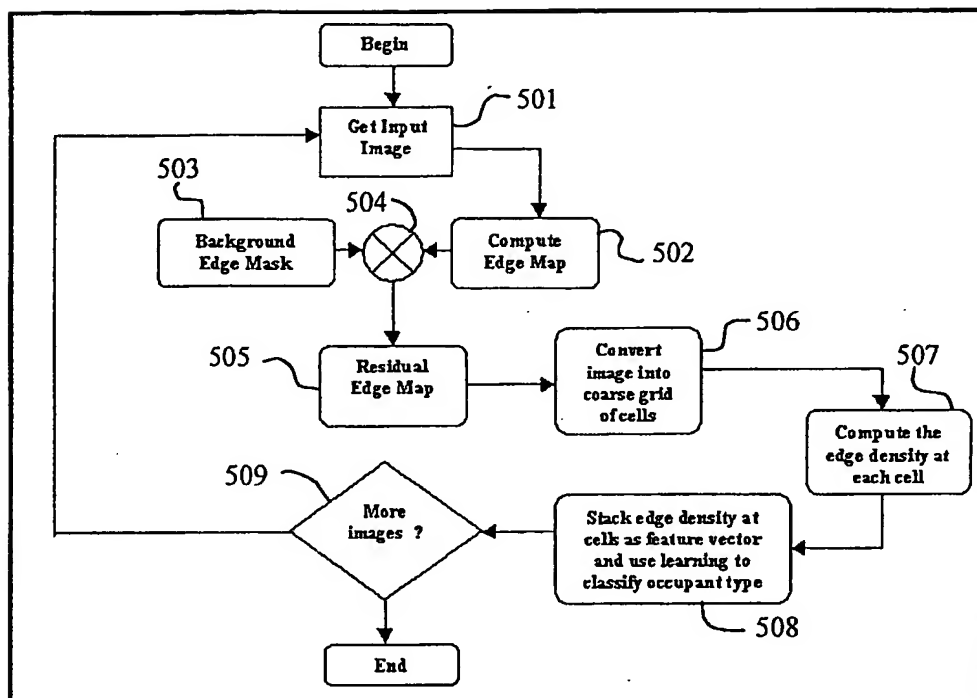 Begin
501
Get Input
Image
503
504
Background
Edge Mask
Compute
Edge Map
502
505
Residual
Edge Map
506
Convert
image into
coarse grid
of cells
507
Compute the
edge density at
each cell
509
More
images ?
Stack edge density at
cells as feature vector
and use learning to
classify occupant type
508
End